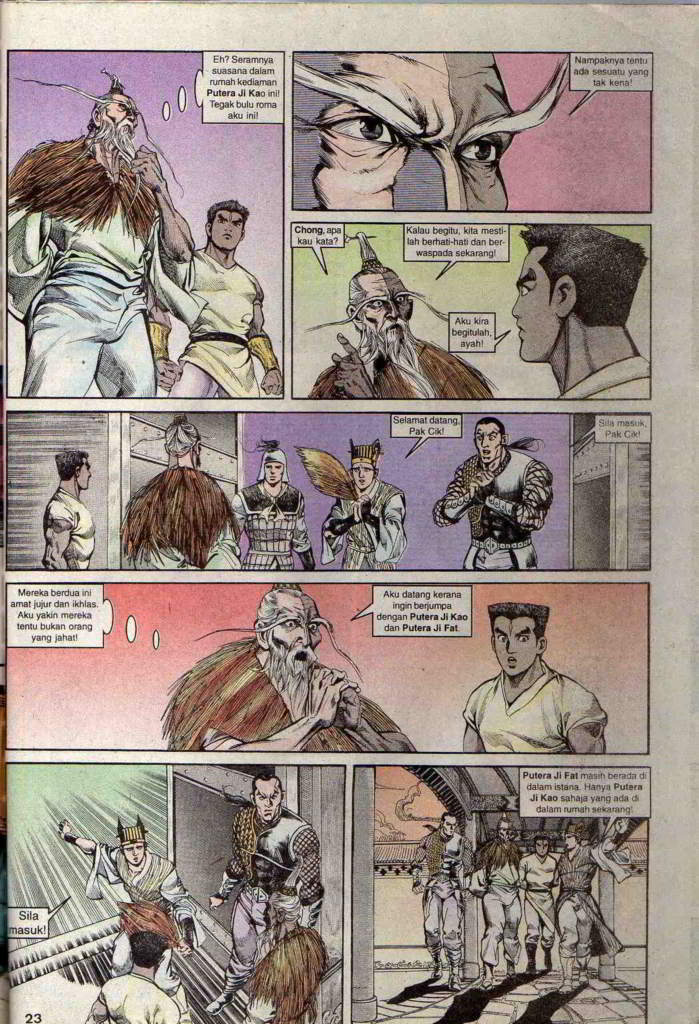 Eh? Seramnya
suasana dalam
rumah kediaman
Putera Ji Kao ini!
Tegak bulu roma
aku ini!
Nampaknya tentu
ada sesuatu yang
tak kena!
Chong, apa
kau kata?
Kalau begitu, kita mesti-
lah berhati-hati dan ber-
waspada sekarang!
Aku kira
begitulah,
ayah!
Selamat datang,
Pak Cik!
Sila masuk,
Pak Cik!
Mereka berdua ini
amat jujur dan ikhlas.
Aku yakin mereka
tentu bukan orang
yang jahat!
Aku datang kerana
ingin berjumpa
dengan Putera Ji Kao
dan Putera Ji Fat.
Sila
masuk!
Putera Ji Fat masih berada di
dalam istana. Hanya Putera
Ji Kao sahaja yang ada di
dalam rumah sekarang!
23